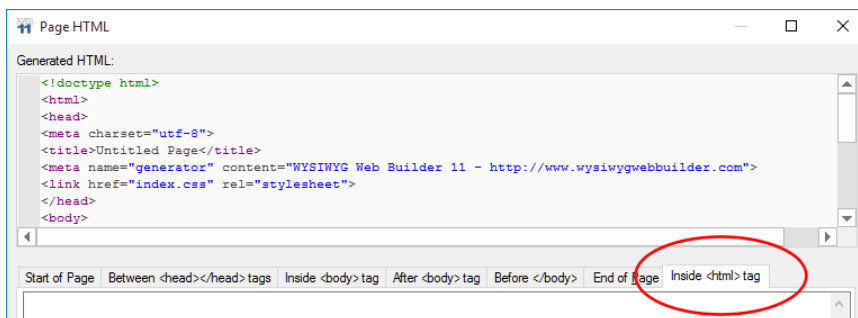 11 Page HTML
Generated HTML:
<!doctype html>
<html>
<head>
<meta charset="utf-8">
<title>Untitled Page</title>
<meta name="generator" content="WYSIWYG Web Builder 11 - http://www.wysiwygwebbuilder.com">
<link href="index.css" rel="stylesheet">
</head>
<body>
Start of Page Between <head></head> tags Inside <body> tag After <body> tag Before </body> End of Page Inside <html> tag